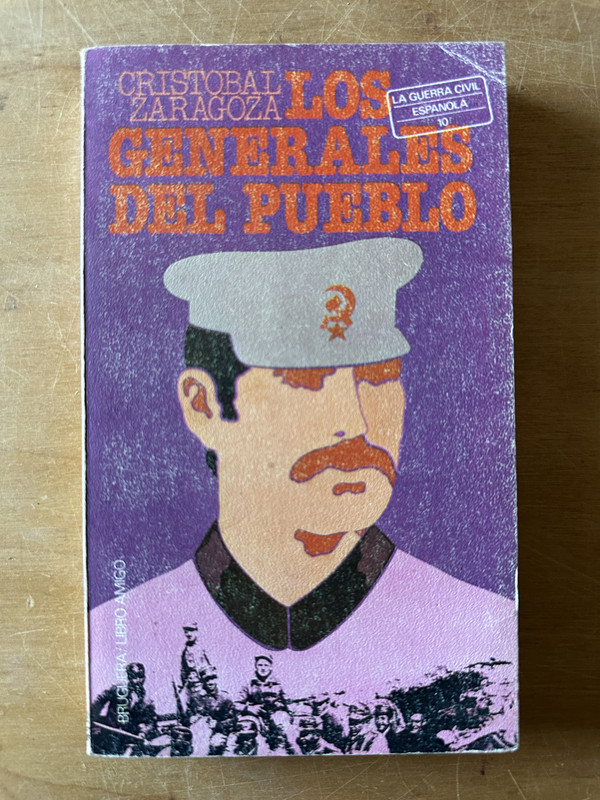 CRISTOBAL
ZARAGOZA
LOS
GENERALES
DEL PUEBLO
LA GUERRA CIVIL
ESPAÑOLA
10
BRUGUERA/LIBRO AMIGO